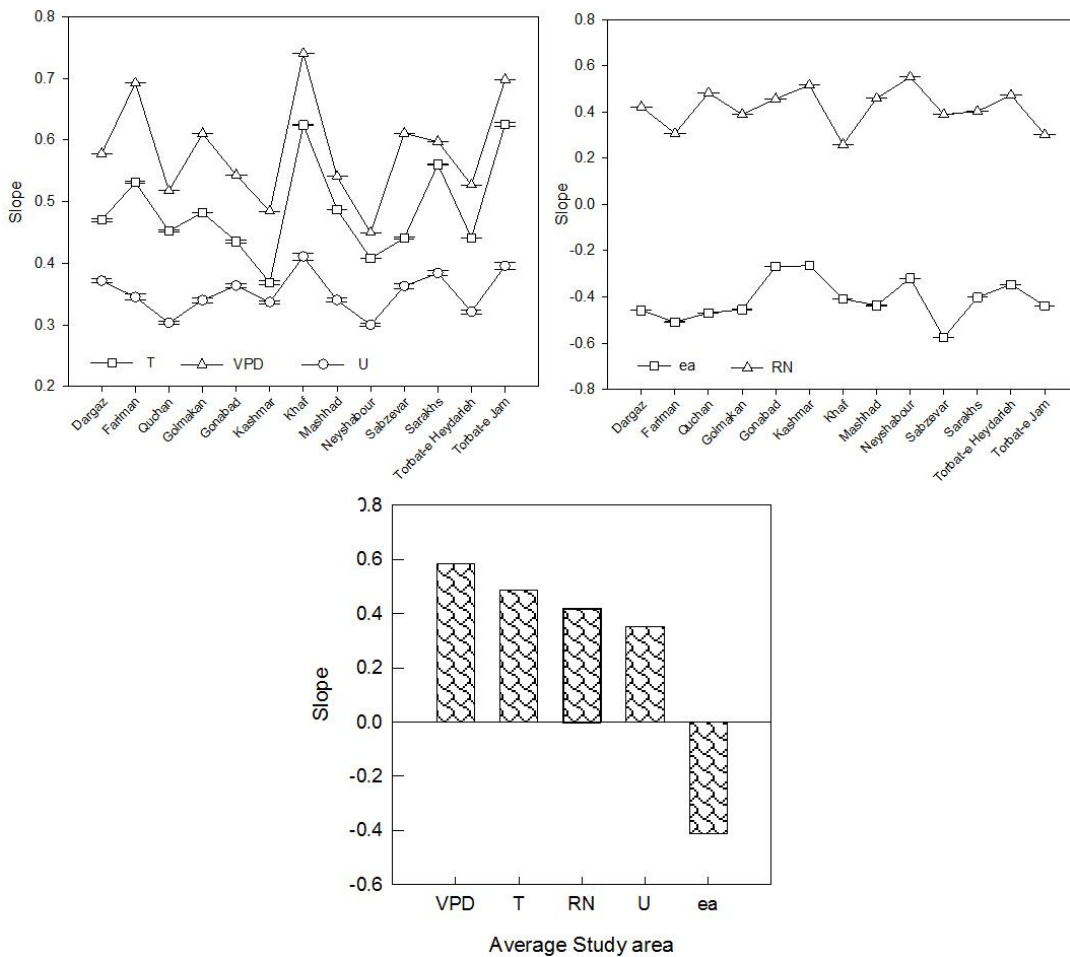 0.8
0.7
0.6
0.5
0.4
0.3
0.2
Slope
T VPD U
Dargaz
Fariman
Quchan
Golmakan
Gonabad
Kashmar
Khaf
Mashhad
Neyshabour
Sabzevar
Sarakhs
Torbat-e Heydarieh
Torbat-e Jam
0.8
0.6
0.4
0.2
0.0
-0.2
-0.4
-0.6
-0.8
Slope
ea RN
Dargaz
Fariman
Quchan
Golmakan
Gonabad
Kashmar
Khaf
Mashhad
Neyshabour
Sabzevar
Sarakhs
Torbat-e Heydarieh
Torbat-e Jam
0.8
0.6
0.4
0.2
0.0
-0.2
-0.4
-0.6
Slope
VPD T RN U ea
Average Study area